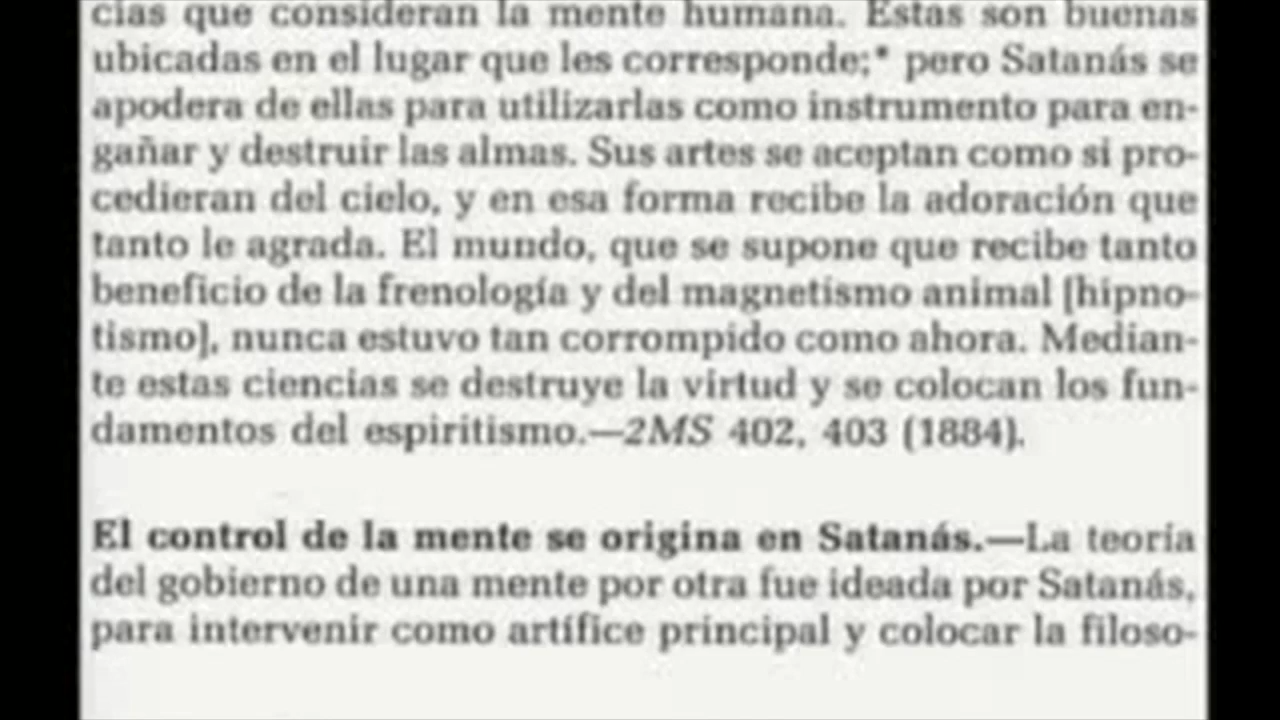 cias que consideran la mente humana. Estas son buenas
ubicadas en el lugar que les corresponde;* pero Satanás se
apodera de ellas para utilizarlas como instrumento para en-
gañar y destruir las almas. Sus artes se aceptan como si pro-
cedieran del cielo, y en esa forma recibe la adoración que
tanto le agrada. El mundo, que se supone que recibe tanto
beneficio de la frenología y del magnetismo animal [hipno-
tismo], nunca estuvo tan corrompido como ahora. Median-
te estas ciencias se destruye la virtud y se colocan los fun-
damentos del espiritismo.—2MS 402, 403 (1884).
El control de la mente se origina en Satanás.—La teoría
del gobierno de una mente por otra fue ideada por Satanás,
para intervenir como artífice principal y colocar la filoso-